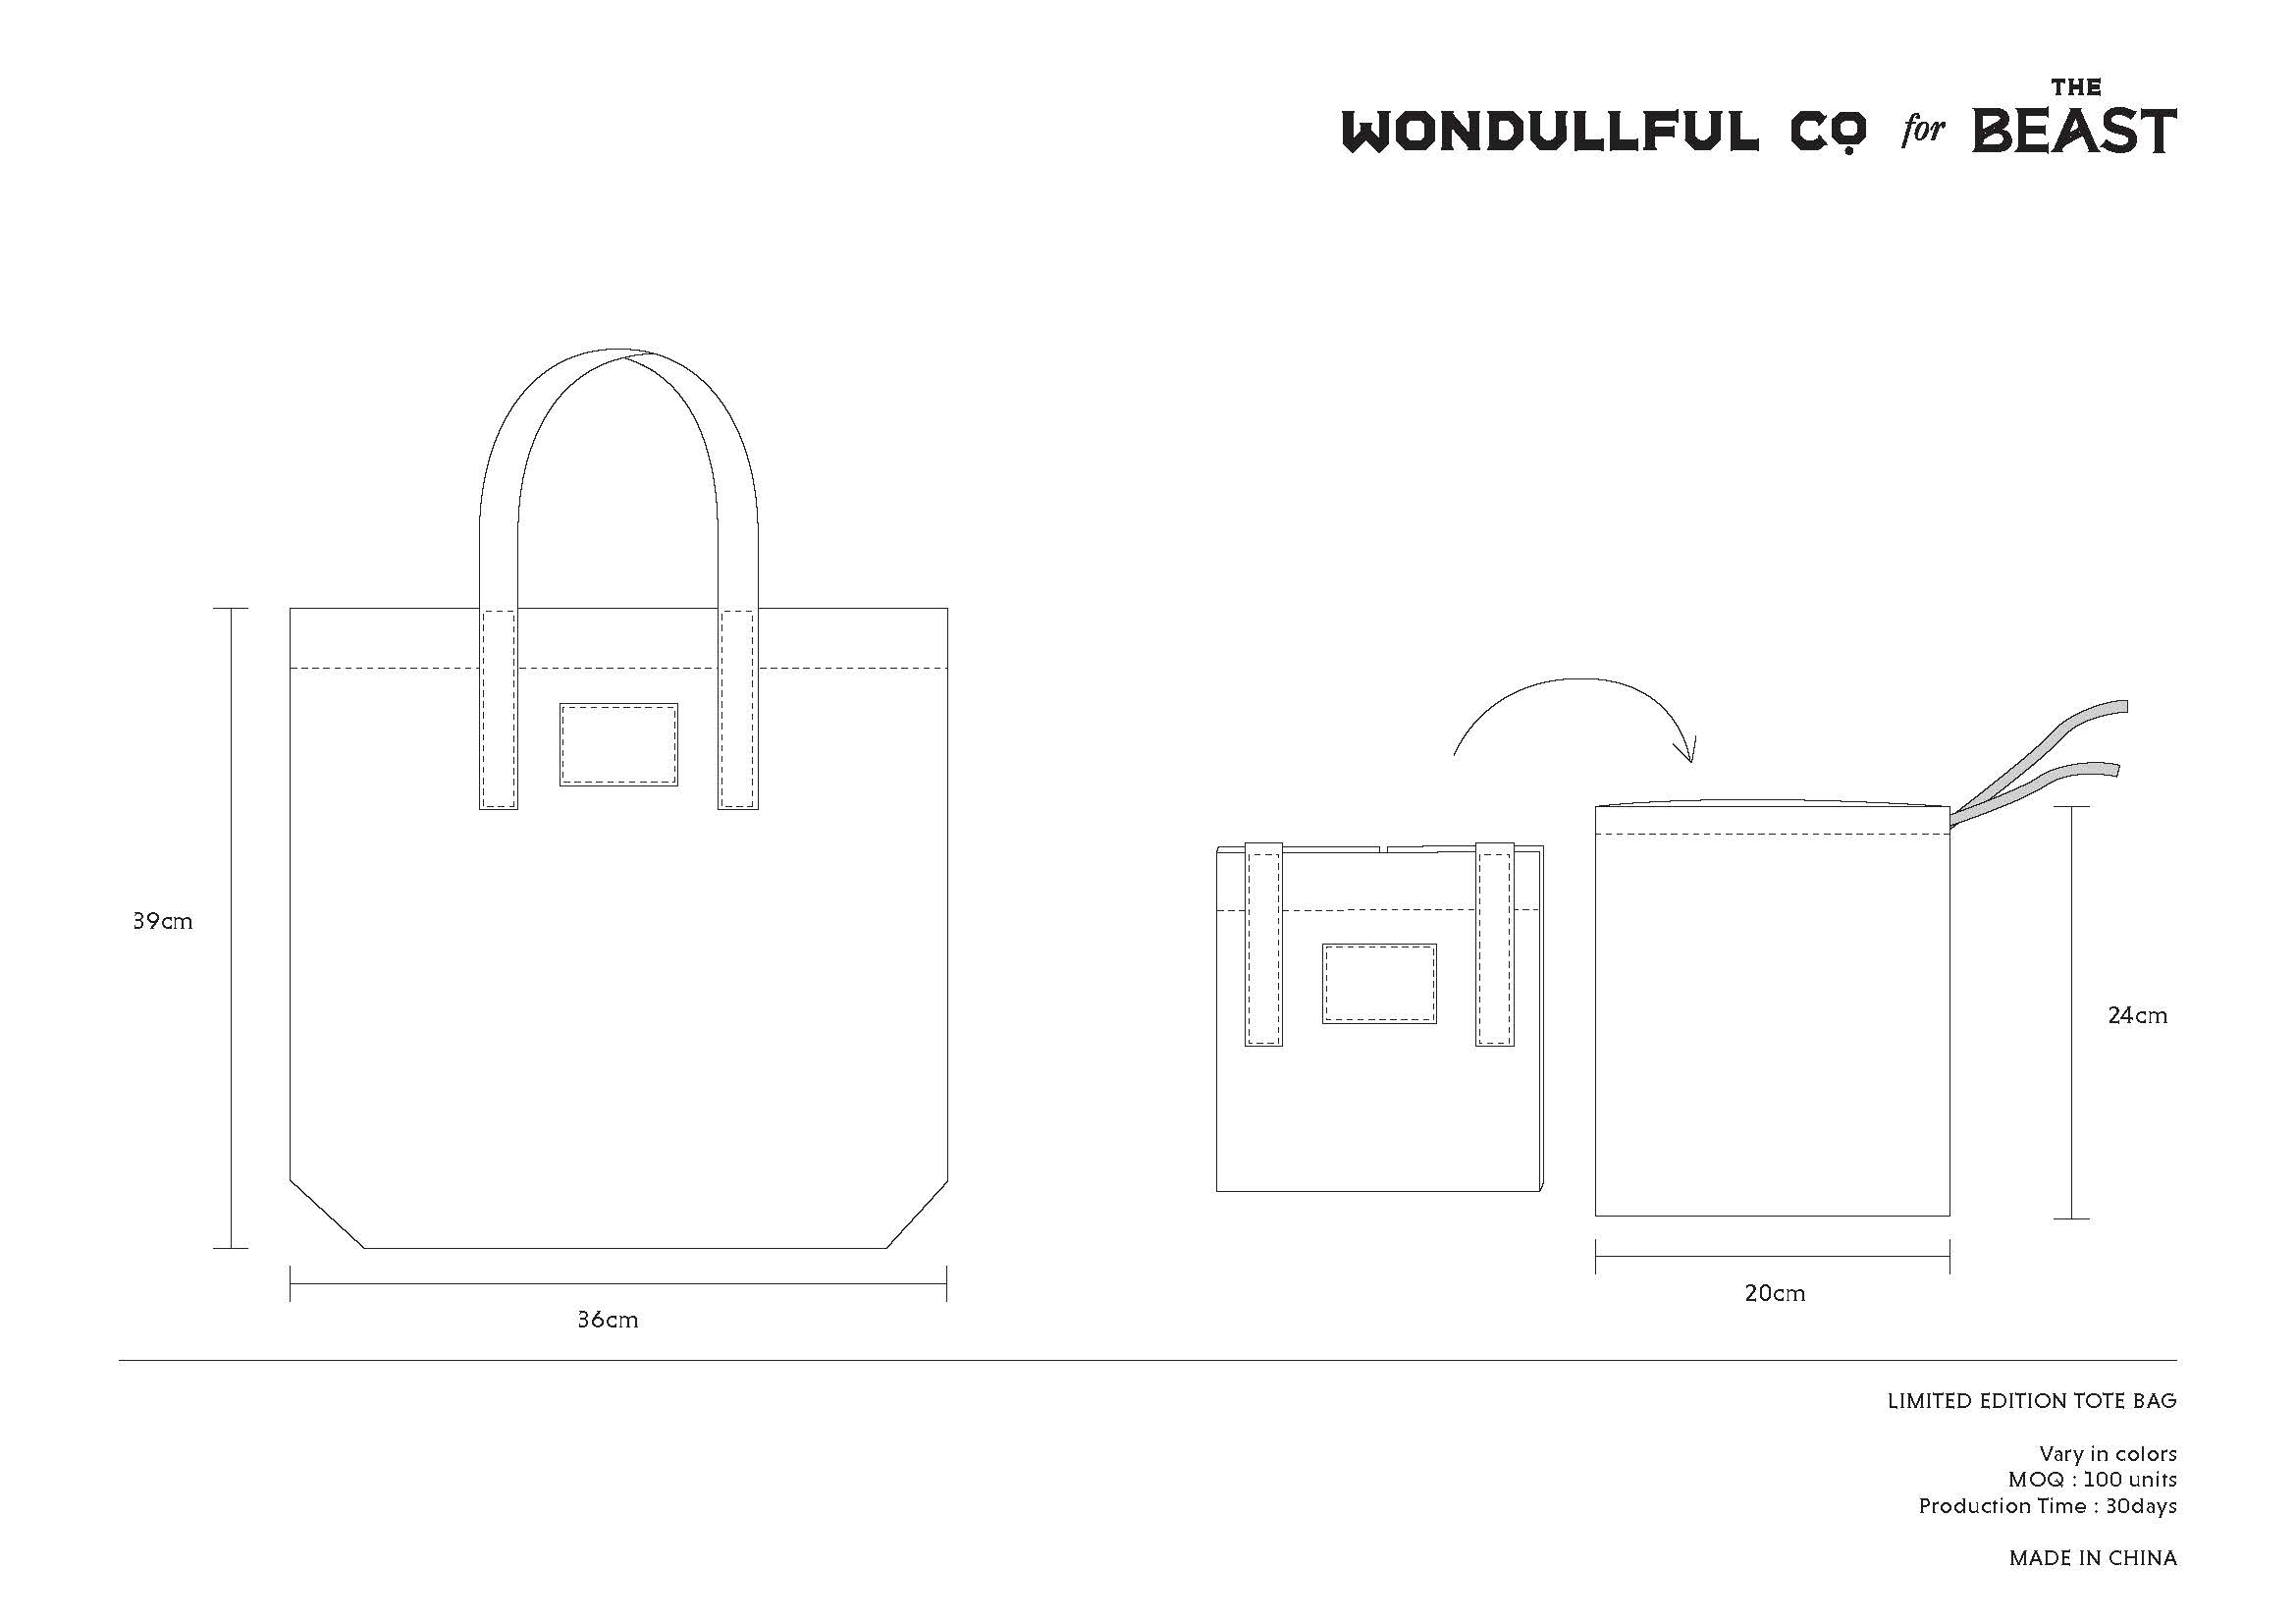 THE
WONDULLFUL CO for BEAST
39cm
36cm
24cm
20cm
LIMITED EDITION TOTE BAG
Vary in colors
MOQ : 100 units
Production Time : 30days
MADE IN CHINA